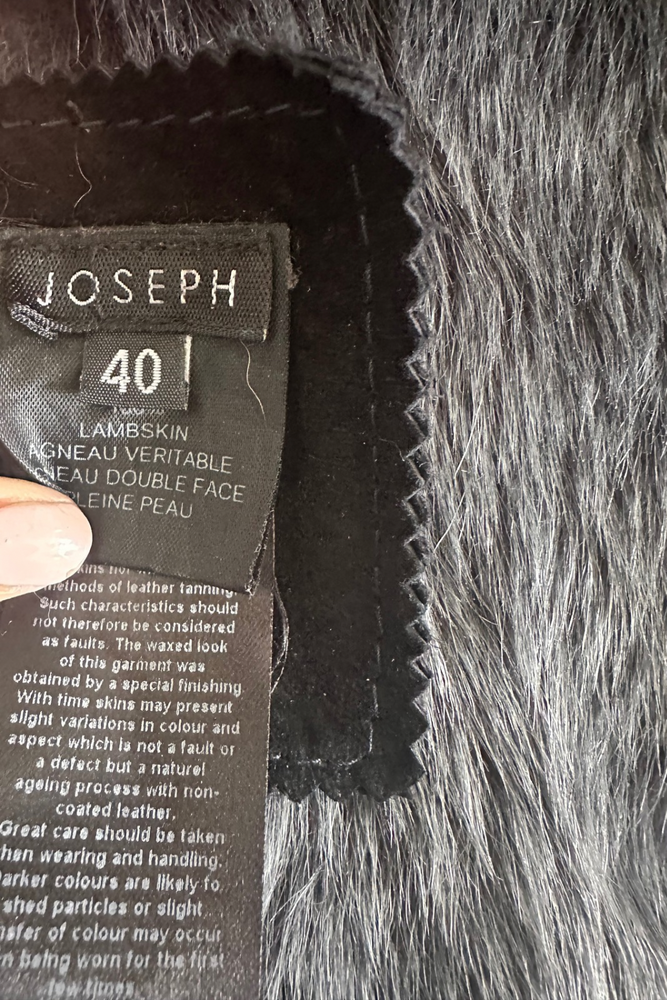 JOSEPH
40
LAMBSKIN
AGNEAU VERITABLE
DOUBLE FACE
PLEINE PEAU
methods of leather tanning.
Such characteristics should
not therefore be considered
as faults. The waxed look
of this garment was
obtained by a special finishing.
With time skins may present
slight variations in colour and
aspect which is not a fault or
a defect but a naturel
ageing process with non-
coated leather.
Great care should be taken
when wearing and handling.
Darker colours are likely to
shed particles or slight
of colour may occur
being worn for the first
few times